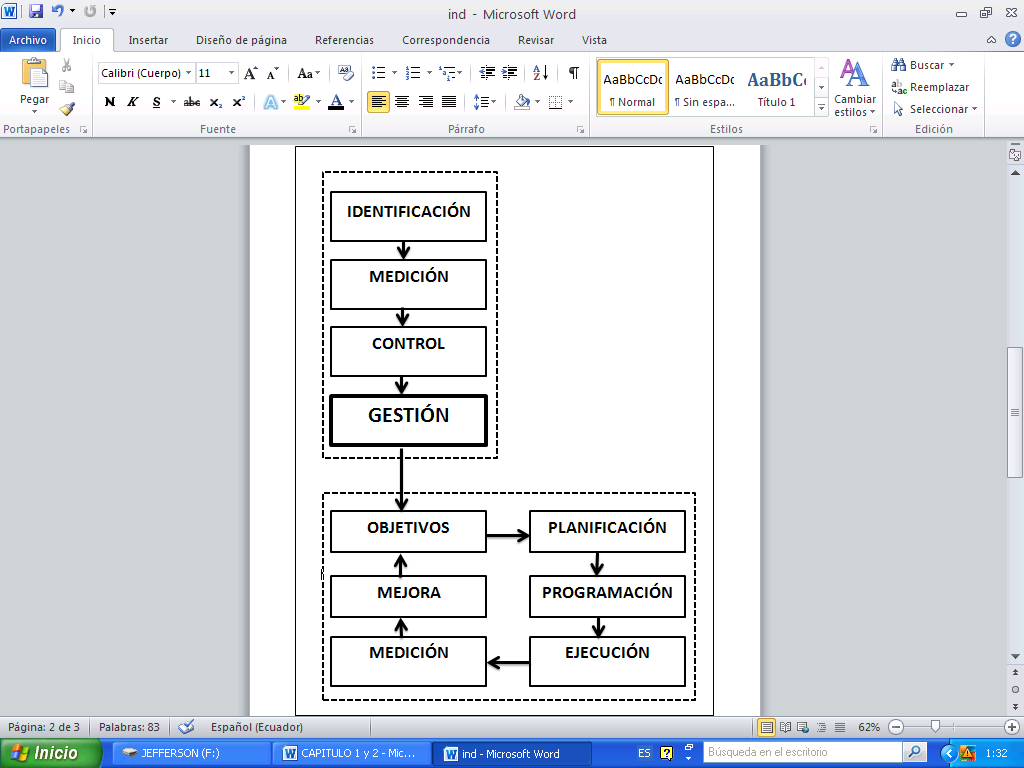 ind - Microsoft Word
Archivo Inicio Insertar Diseño de página Referencias Correspondencia Revisar Vista
Pegar
Portapapeles
Calibri (Cuerpo) 11
N K S abc x₂ x²
Fuente
Párrafo
AaBbCcDc AaBbCcDc AaBbC
¶ Normal ¶ Sin espa... Título 1
Cambiar
estilos
Estilos
Buscar
Reemplazar
Seleccionar
Edición
IDENTIFICACIÓN
MEDICIÓN
CONTROL
GESTIÓN
OBJETIVOS PLANIFICACIÓN
MEJORA PROGRAMACIÓN
MEDICIÓN EJECUCIÓN
Página: 2 de 3 Palabras: 83 Español (Ecuador) 62%
Inicio JEFFERSON (F:) CAPITULO 1 y 2 - Mic... ind - Microsoft Word ES Búsqueda en el escritorio 1:32